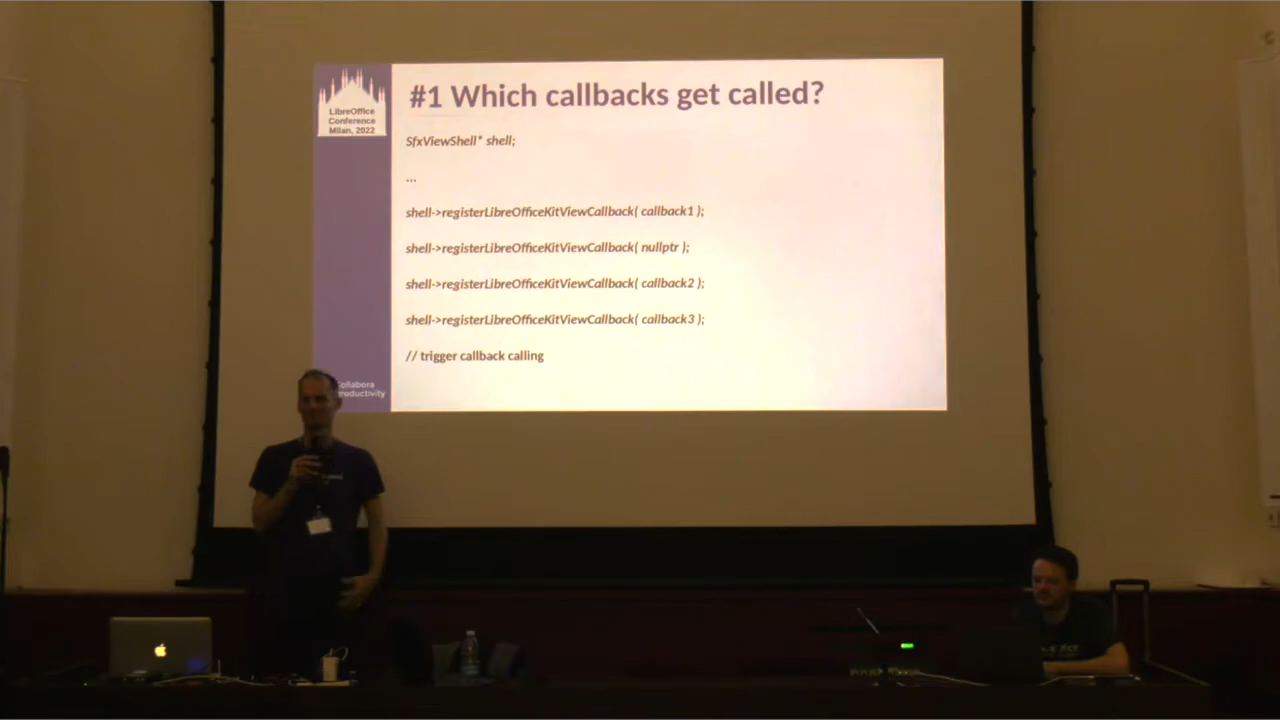 #1 Which callbacks get called?
LibreOffice
Conference
Milan, 2022
SfxViewShell* shell;
...
shell->registerLibreOfficeKitViewCallback( callback1 );
shell->registerLibreOfficeKitViewCallback( nullptr );
shell->registerLibreOfficeKitViewCallback( callback2 );
shell->registerLibreOfficeKitViewCallback( callback3 );
// trigger callback calling
Collabora
Productivity